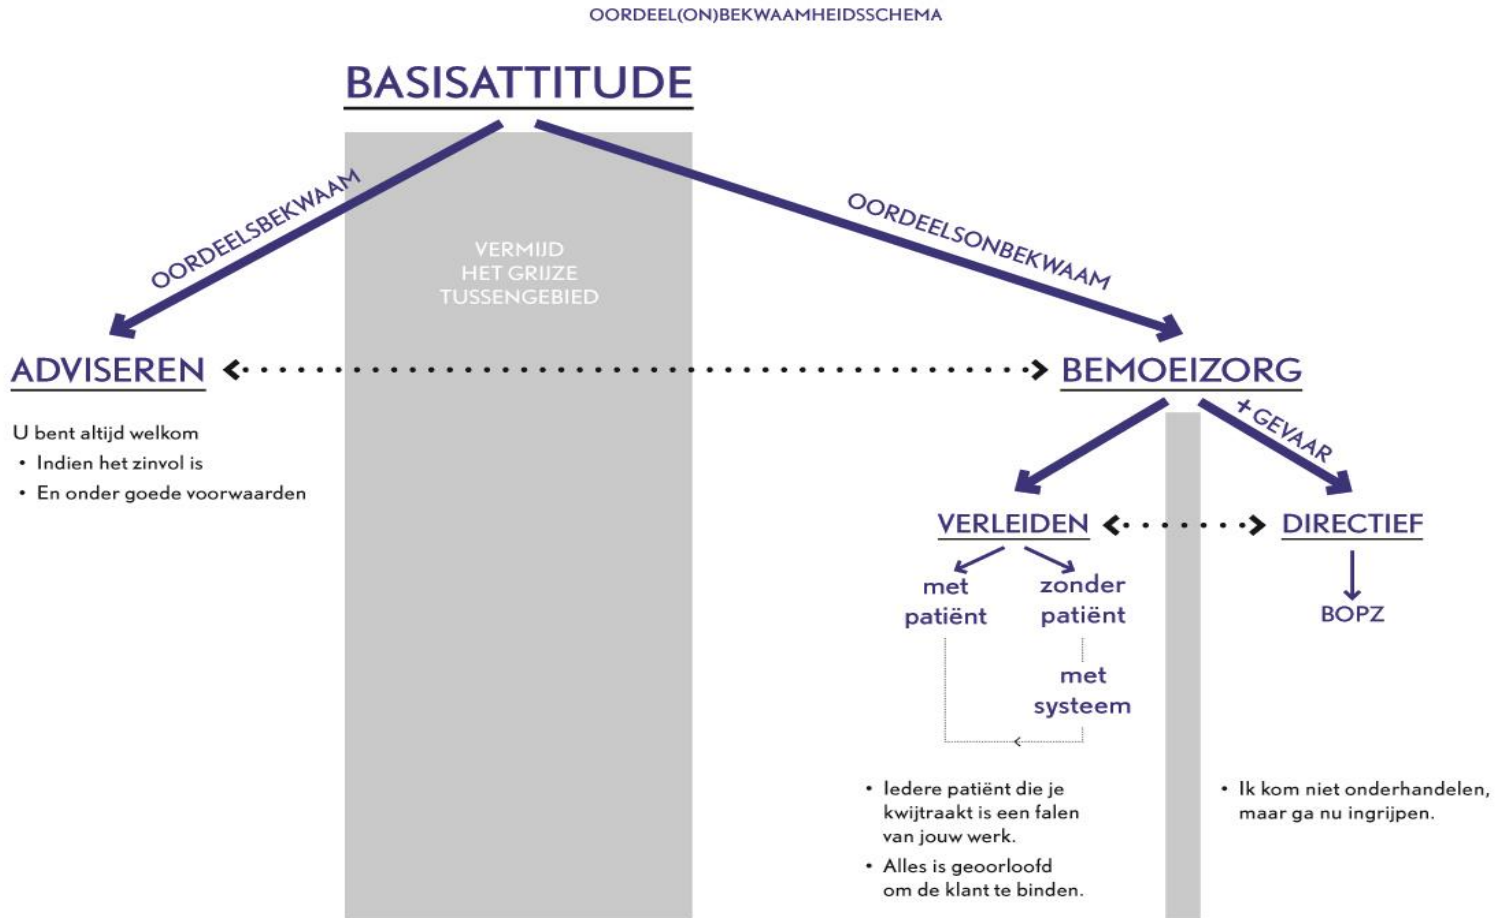 OORDEEL(ON)BEKWAAMHEIDSSCHEMA
BASISATTITUDE
OORDEELSBEKWAAM
OORDEELSONBEKWAAM
VERMIJD
HET GRIJZE
TUSSENGEBIED
ADVISEREN
BEMOEIZORG
U bent altijd welkom
• Indien het zinvol is
• En onder goede voorwaarden
+ GEVAAR
VERLEIDEN
DIRECTIEF
met
patiënt
zonder
patiënt
BOPZ
met
systeem
• Iedere patiënt die je
kwijtraakt is een falen
van jouw werk.
• Alles is geoorloofd
om de klant te binden.
• Ik kom niet onderhandelen,
maar ga nu ingrijpen.